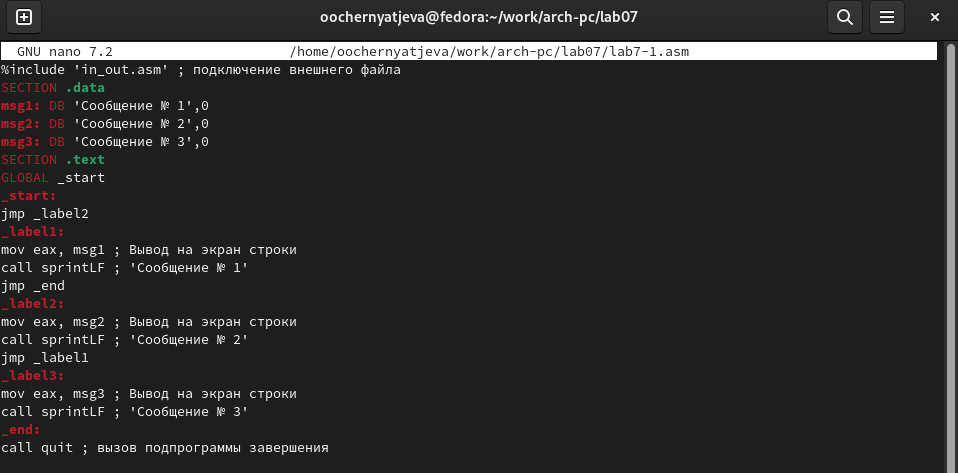 oochernyatjeva@fedora:~/work/arch-pc/lab07
GNU nano 7.2 /home/oochernyatjeva/work/arch-pc/lab07/lab7-1.asm
%include 'in_out.asm' ; подключение внешнего файла
SECTION .data
msg1: DB 'Сообщение № 1',0
msg2: DB 'Сообщение № 2',0
msg3: DB 'Сообщение № 3',0
SECTION .text
GLOBAL _start
_start:
jmp _label2
_label1:
mov eax, msg1 ; Вывод на экран строки
call sprintLF ; 'Сообщение № 1'
jmp _end
_label2:
mov eax, msg2 ; Вывод на экран строки
call sprintLF ; 'Сообщение № 2'
jmp _label1
_label3:
mov eax, msg3 ; Вывод на экран строки
call sprintLF ; 'Сообщение № 3'
_end:
call quit ; вызов подпрограммы завершения